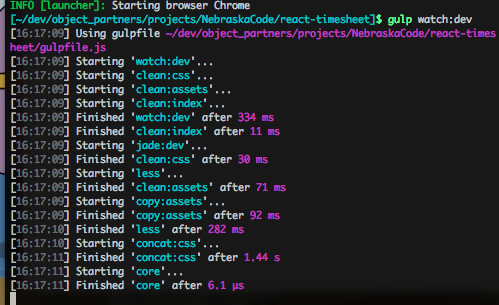 INFO [launcher]: Starting browser Chrome
[~/dev/object_partners/projects/NebraskaCode/react-timesheet]$ gulp watch:dev
[16:17:09] Using gulpfile ~/dev/object_partners/projects/NebraskaCode/react-times
heet/gulpfile.js
[16:17:09] Starting 'watch:dev'...
[16:17:09] Starting 'clean:css'...
[16:17:09] Starting 'clean:assets'...
[16:17:09] Starting 'clean:index'...
[16:17:09] Finished 'watch:dev' after 334 ms
[16:17:09] Finished 'clean:index' after 11 ms
[16:17:09] Starting 'jade:dev'...
[16:17:09] Finished 'clean:css' after 30 ms
[16:17:09] Starting 'less'...
[16:17:09] Finished 'clean:assets' after 71 ms
[16:17:09] Starting 'copy:assets'...
[16:17:09] Finished 'copy:assets' after 92 ms
[16:17:10] Finished 'less' after 282 ms
[16:17:10] Starting 'concat:css'...
[16:17:11] Finished 'concat:css' after 1.44 s
[16:17:11] Starting 'core'...
[16:17:11] Finished 'core' after 6.1 μs